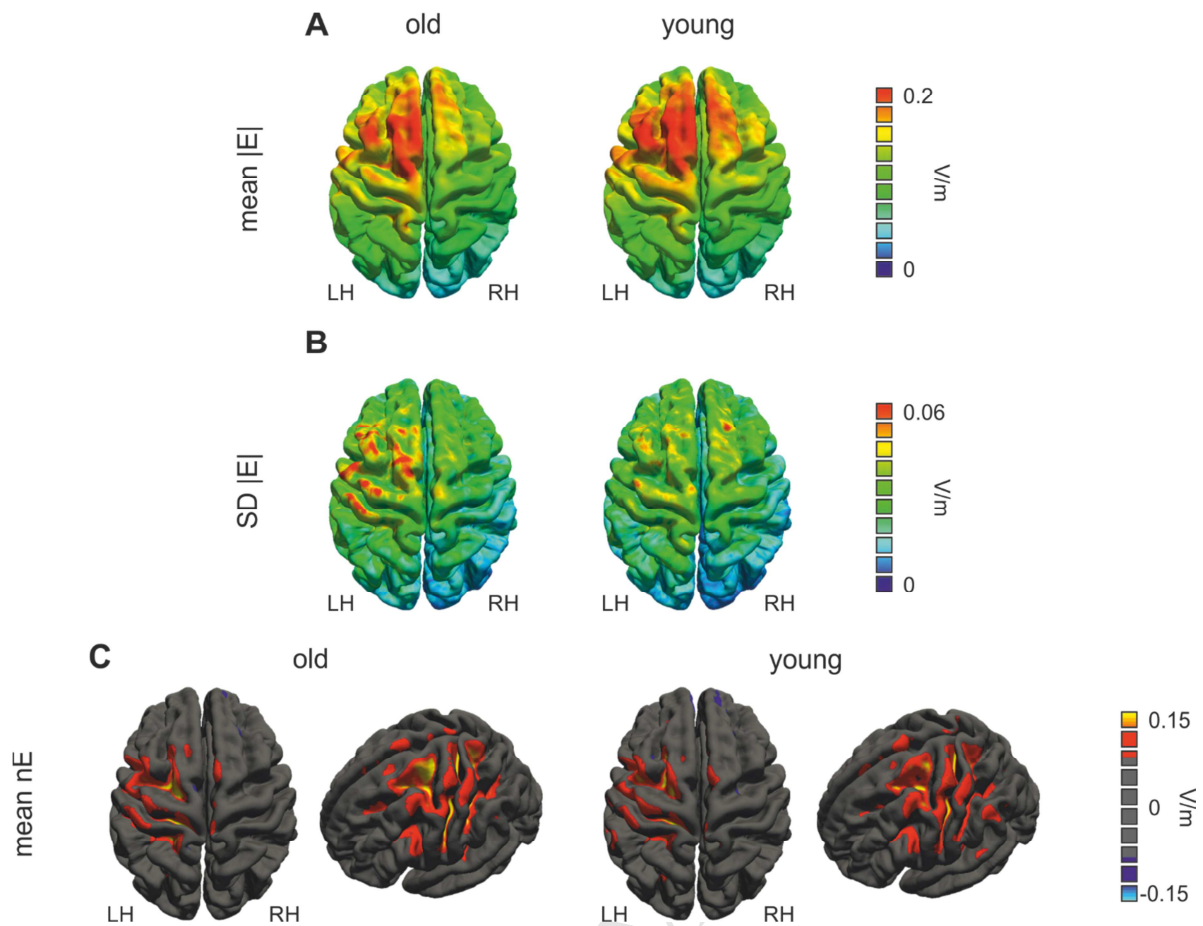 A
old
young
mean |E|
0.2
V/m
0
LH
RH
LH
RH
B
SD |E|
0.06
V/m
0
LH
RH
LH
RH
C
old
young
mean nE
0.15
0
V/m
-0.15
LH
RH
LH
RH